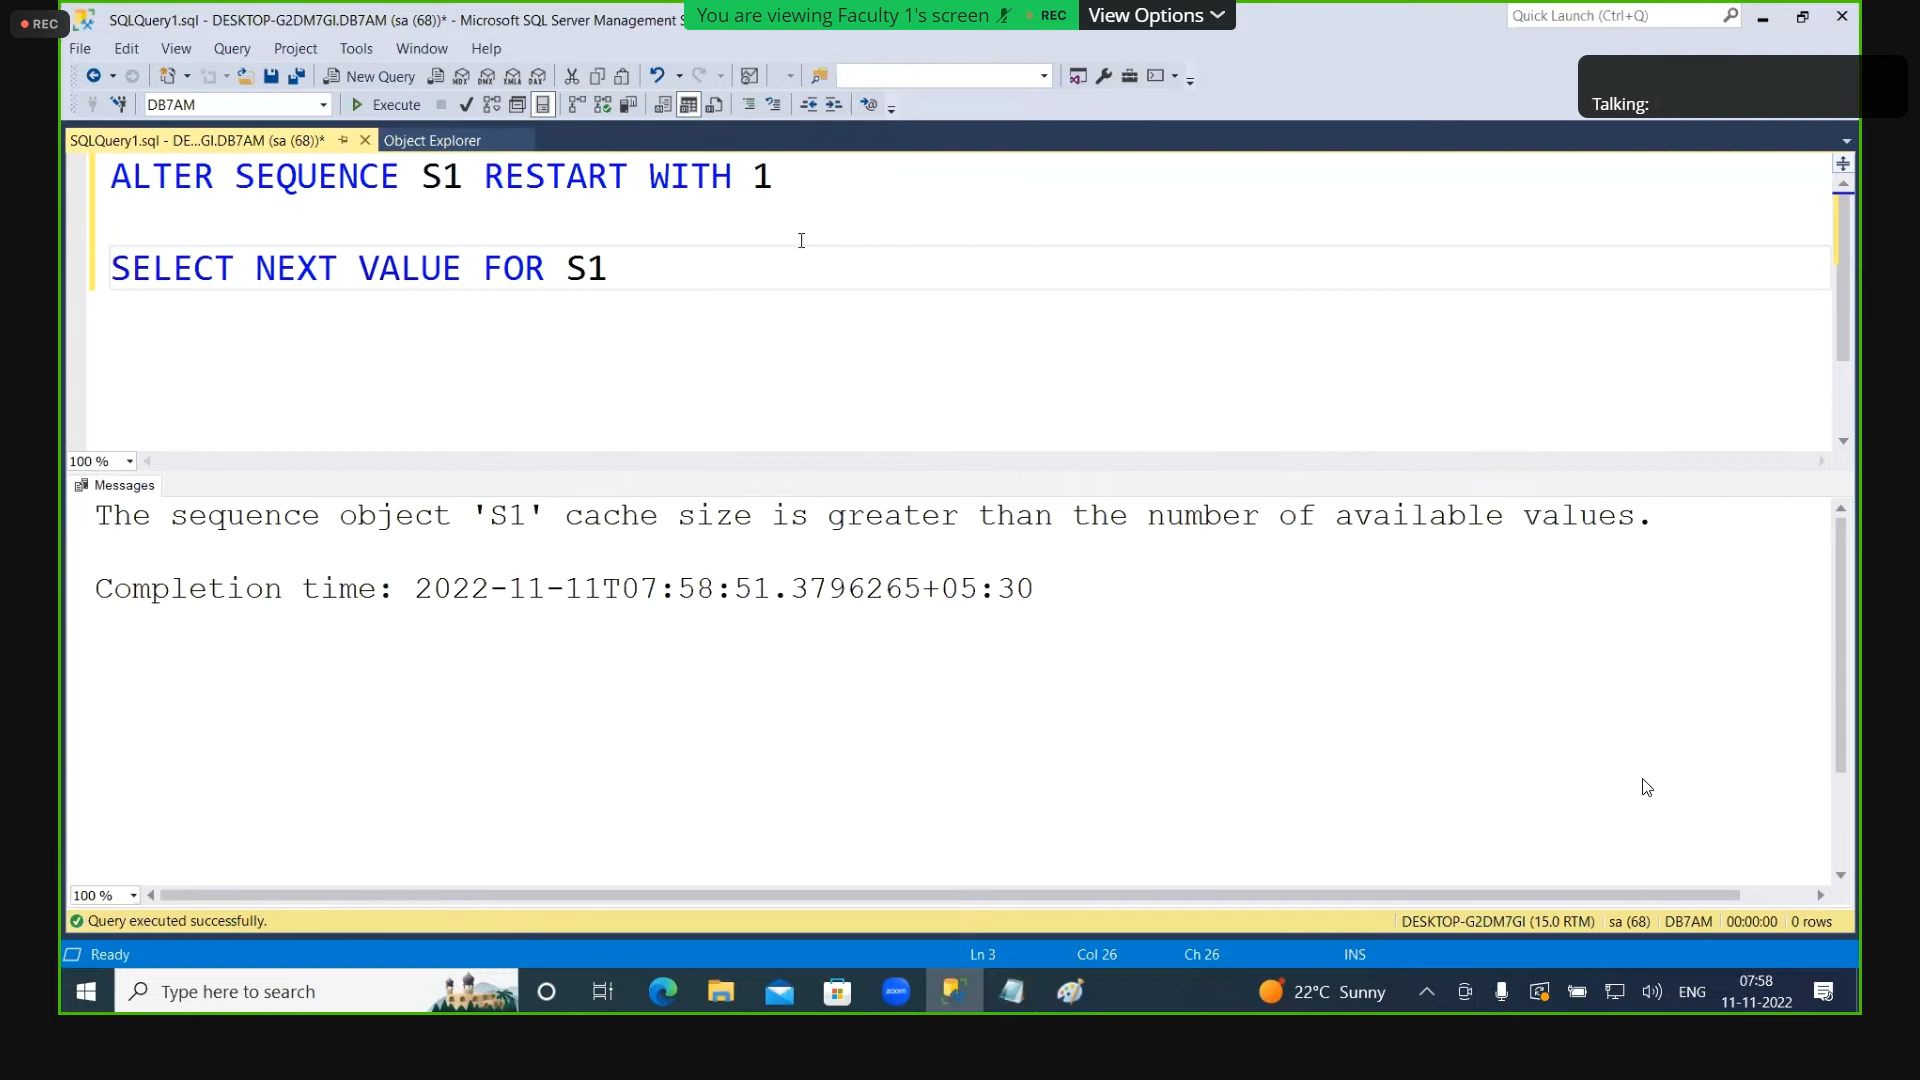 REC
SQLQuery1.sql - DESKTOP-G2DM7GI.DB7AM (sa (68))* - Microsoft SQL Server Management S
You are viewing Faculty 1's screen
REC
View Options
Quick Launch (Ctrl+Q)
File Edit View Query Project Tools Window Help
New Query
Talking:
DB7AM
Execute
SQLQuery1.sql - DE...GI.DB7AM (sa (68))*
Object Explorer
ALTER SEQUENCE S1 RESTART WITH 1
SELECT NEXT VALUE FOR S1
100 %
Messages
The sequence object 'S1' cache size is greater than the number of available values.
Completion time: 2022-11-11T07:58:51.3796265+05:30
100 %
Query executed successfully.
DESKTOP-G2DM7GI (15.0 RTM) sa (68) DB7AM 00:00:00 0 rows
Ready
Ln 3 Col 26 Ch 26 INS
Type here to search
zoom
22°C Sunny
ENG
07:58
11-11-2022